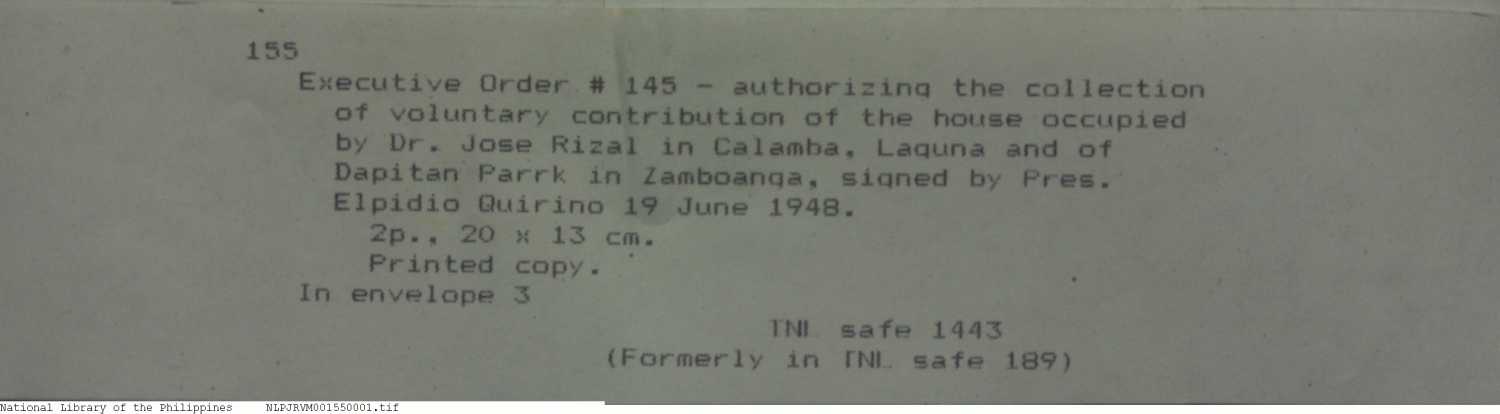 155
Executive Order # 145 - authorizing the collection
of voluntary contribution of the house occupied
by Dr. Jose Rizal in Calamba, Laguna and of
Dapitan Parrk in Zamboanga, signed by Pres.
Elpidio Quirino 19 June 1948.
2p., 20 x 13 cm.
Printed copy.
In envelope 3
TNL safe 1443
(Formerly in TNL safe 189)
National Library of the Philippines NLPJRVM001550001.tif